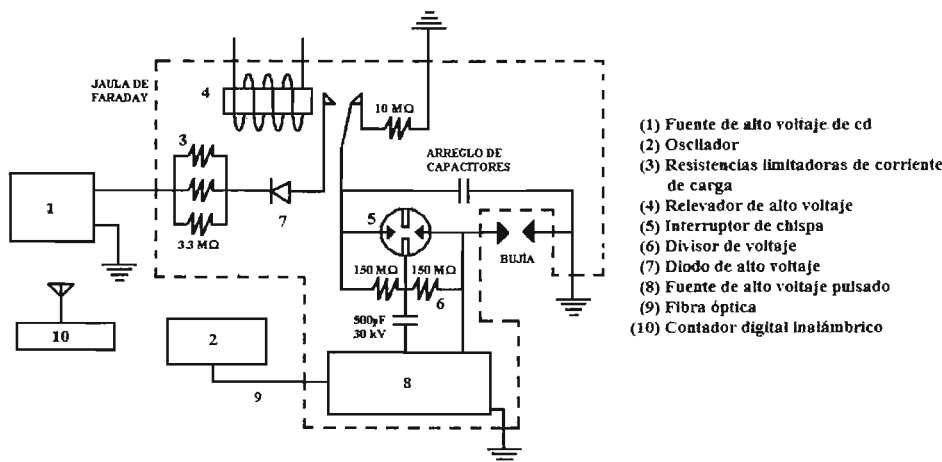 JAULA DE
FARADAY
4
10 MΩ
3
ARREGLO DE
CAPACITORES
1
7
5
3.3 MΩ
BUJÍA
150 MΩ 150 MΩ
6
500pF
30 kV
10
2
8
9
(1) Fuente de alto voltaje de cd
(2) Oscilador
(3) Resistencias limitadoras de corriente
de carga
(4) Relevador de alto voltaje
(5) Interruptor de chispa
(6) Divisor de voltaje
(7) Diodo de alto voltaje
(8) Fuente de alto voltaje pulsado
(9) Fibra óptica
(10) Contador digital inalámbrico